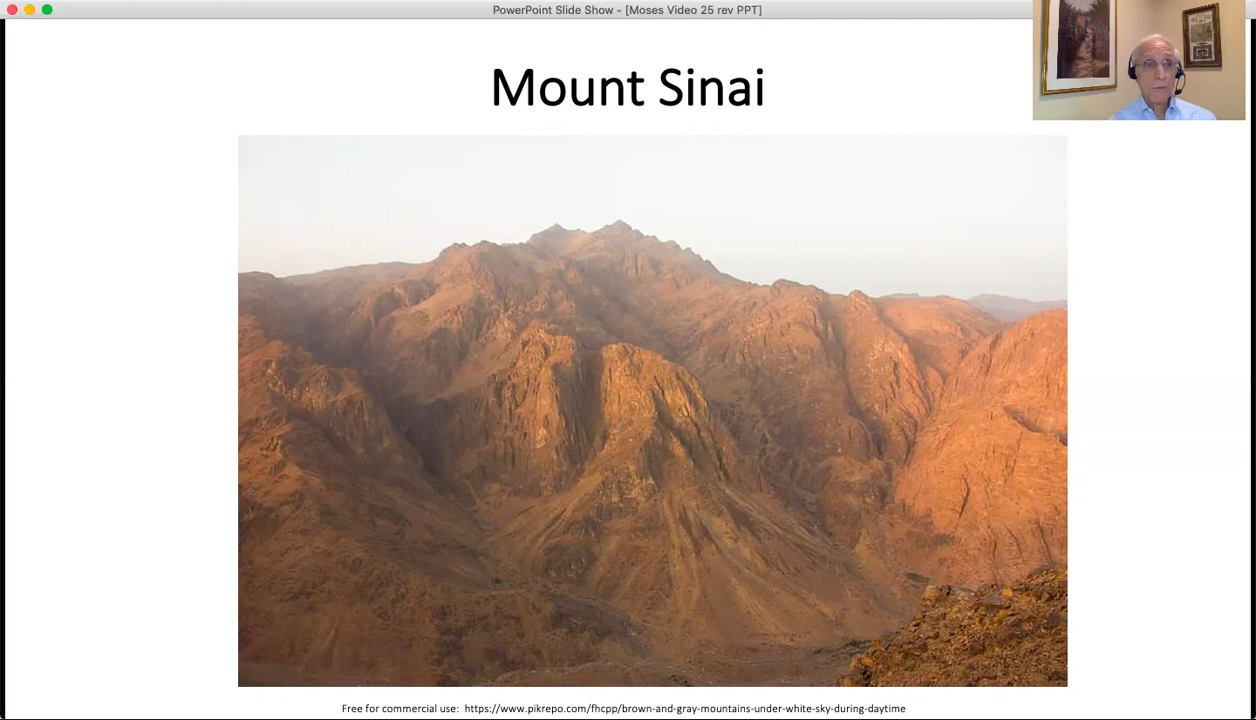 PowerPoint Slide Show - [Moses Video 25 rev PPT]
Mount Sinai
Free for commercial use:  https://www.pikrepo.com/fhcpp/brown-and-gray-mountains-under-white-sky-during-daytime